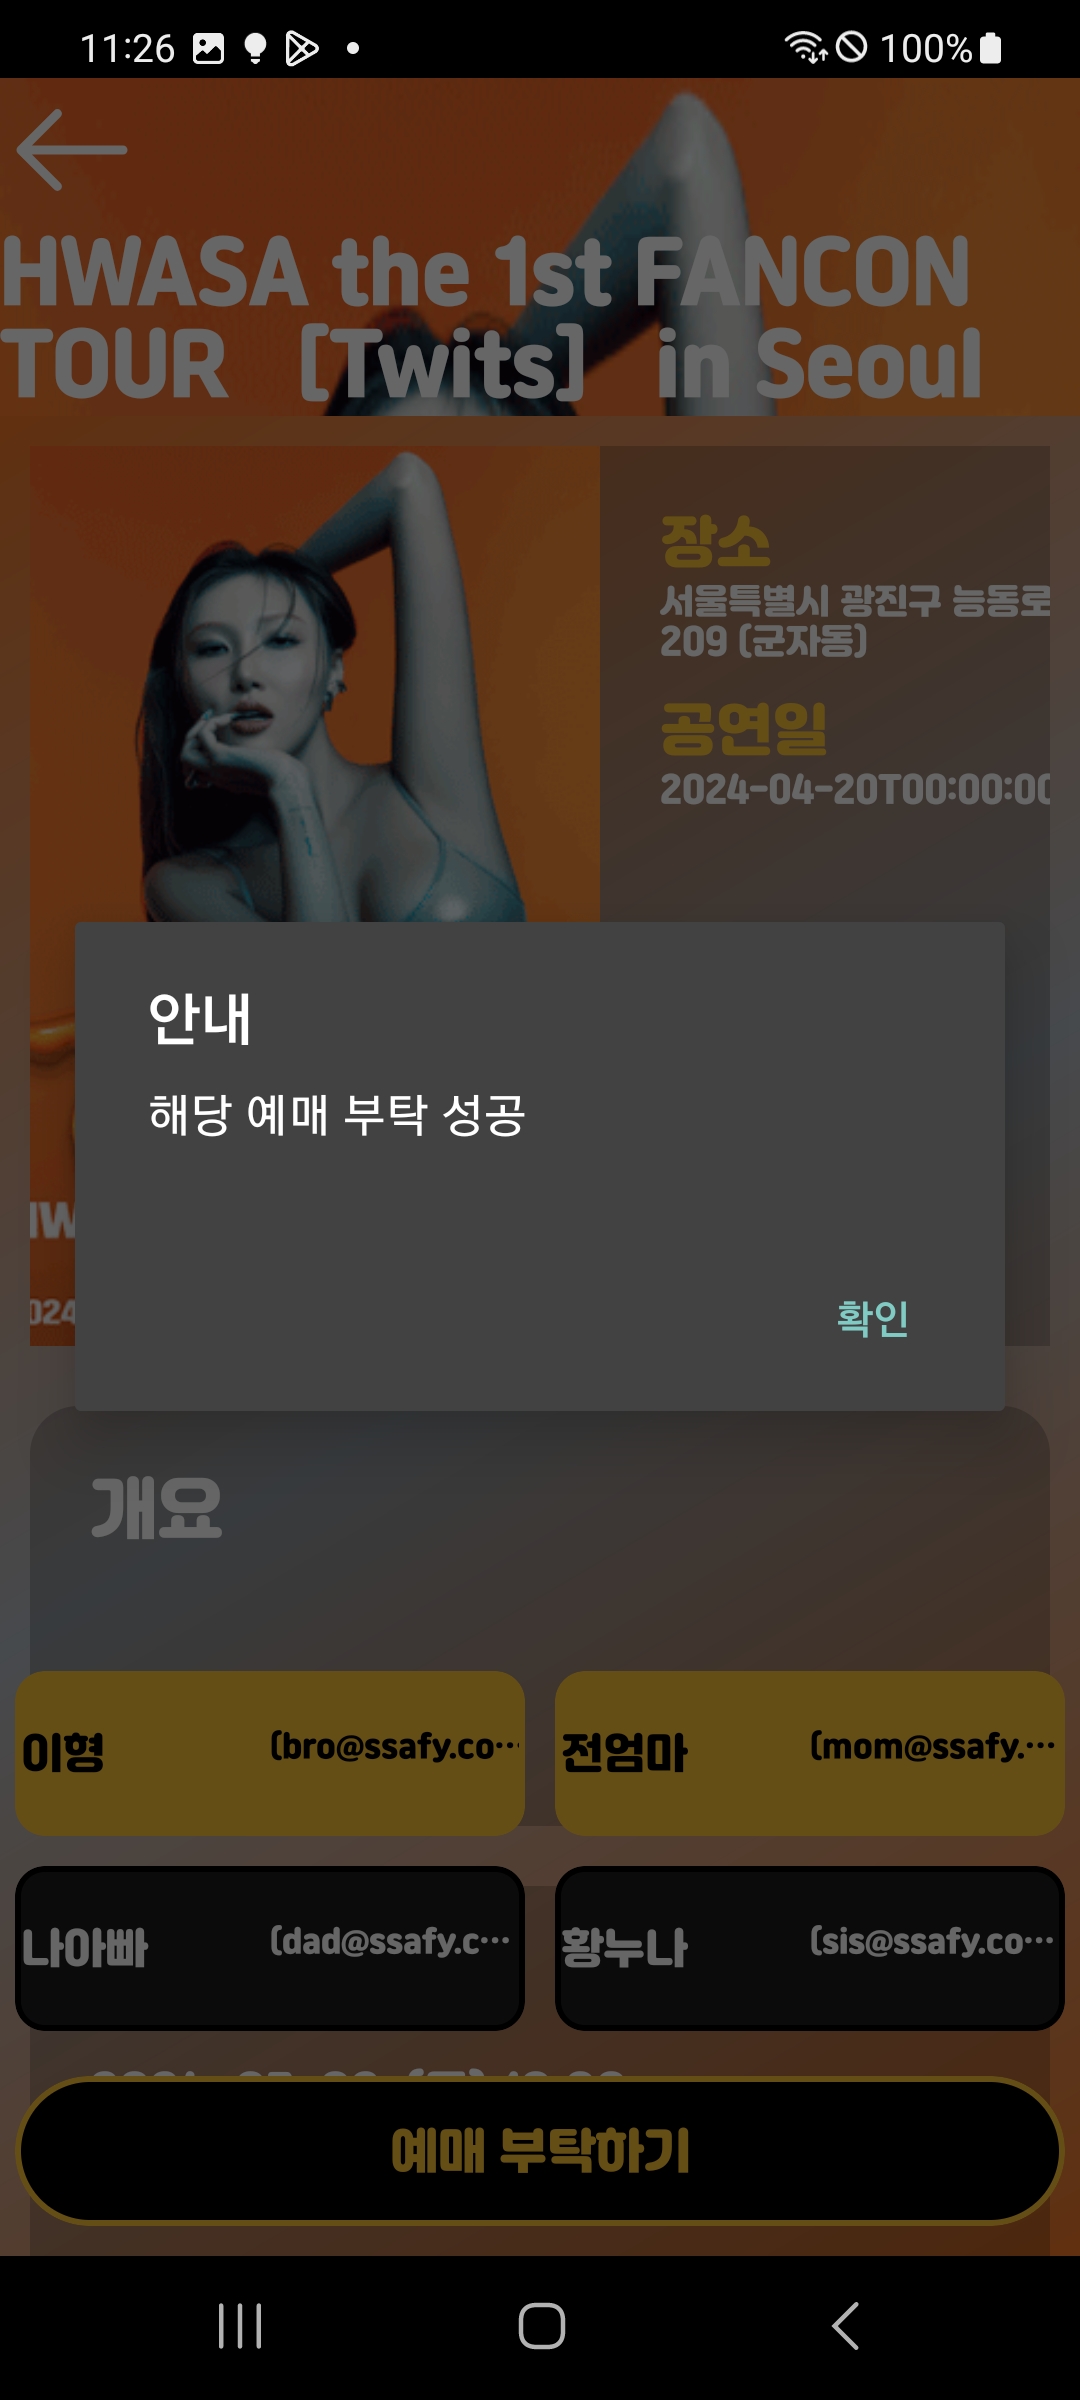 11:26
100%
HWASA the 1st FANCON
TOUR [Twits] in Seoul
장소
서울특별시 광진구 능동로
209 (군자동)
공연일
2024-04-20T00:00:00
안내
해당 예매 부탁 성공
확인
개요
이형 (bro@ssafy.co…
전엄마 (mom@ssafy.…
나아빠 (dad@ssafy.c…
황누나 (sis@ssafy.co…
예매 부탁하기